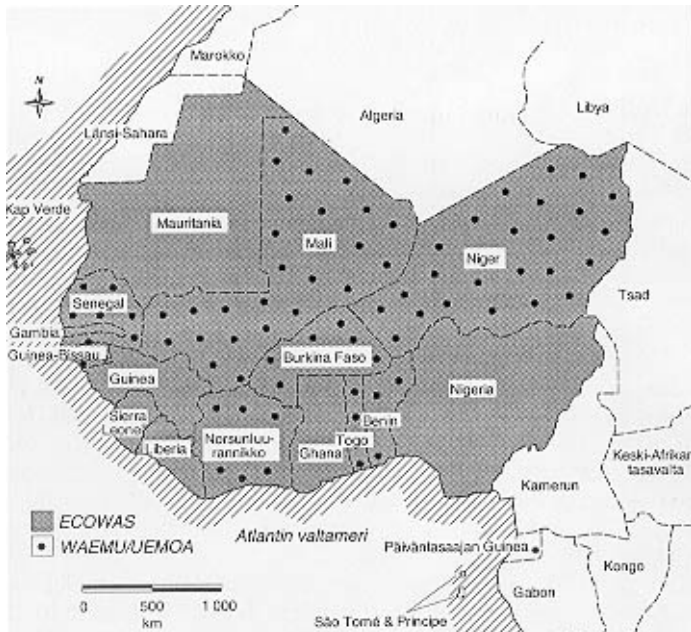 Marokko
N
Algeria
Libya
Länsi-Sahara
Kap Verde
Mauritania
Mali
Niger
Tsad
Senegal
Gambia
Guinea-Bissau
Burkina Faso
Guinea
Nigeria
Benin
Sierra
Leone
Norsunluu-
rannikko
Togo
Liberia
Ghana
Keski-Afrikan
tasavalta
Kamerun
ECOWAS
WAEMU/UEMOA
Atlantin valtameri
Päiväntasaajan Guinea
Kongo
Gabon
0 500 1 000
km
São Tomé & Principe